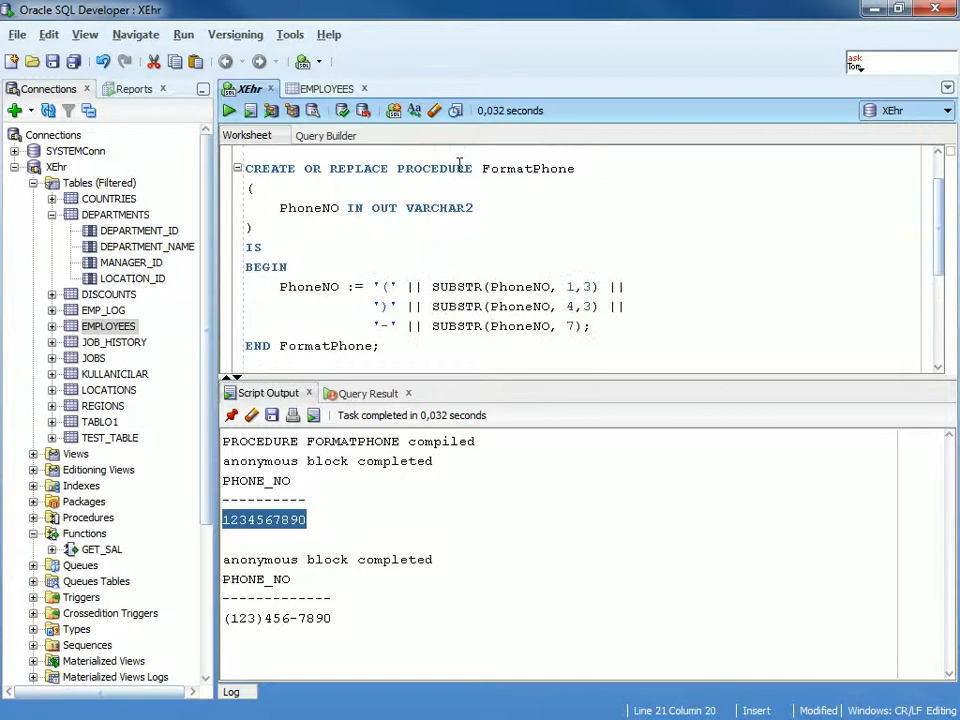 Oracle SQL Developer : XEhr
File Edit View Navigate Run Versioning Tools Help
ask
Tom
Connections Reports
Connections
SYSTEMConn
XEhr
Tables (Filtered)
COUNTRIES
DEPARTMENTS
DEPARTMENT_ID
DEPARTMENT_NAME
MANAGER_ID
LOCATION_ID
DISCOUNTS
EMP_LOG
EMPLOYEES
JOB_HISTORY
JOBS
KULLANICILAR
LOCATIONS
REGIONS
TABLO1
TEST_TABLE
Views
Editioning Views
Indexes
Packages
Procedures
Functions
GET_SAL
Queues
Queues Tables
Triggers
Crossedition Triggers
Types
Sequences
Materialized Views
Materialized Views Logs
XEhr EMPLOYEES
0,032 seconds XEhr
Worksheet Query Builder
CREATE OR REPLACE PROCEDURE FormatPhone
(
PhoneNO IN OUT VARCHAR2
)
IS
BEGIN
PhoneNO := '(' || SUBSTR(PhoneNO, 1,3) ||
')' || SUBSTR(PhoneNO, 4,3) ||
'-' || SUBSTR(PhoneNO, 7);
END FormatPhone;
Script Output Query Result
Task completed in 0,032 seconds
PROCEDURE FORMATPHONE compiled
anonymous block completed
PHONE_NO
----------
1234567890
anonymous block completed
PHONE_NO
-------------
(123)456-7890
Log
Line 21 Column 20 Insert Modified Windows: CR/LF Editing